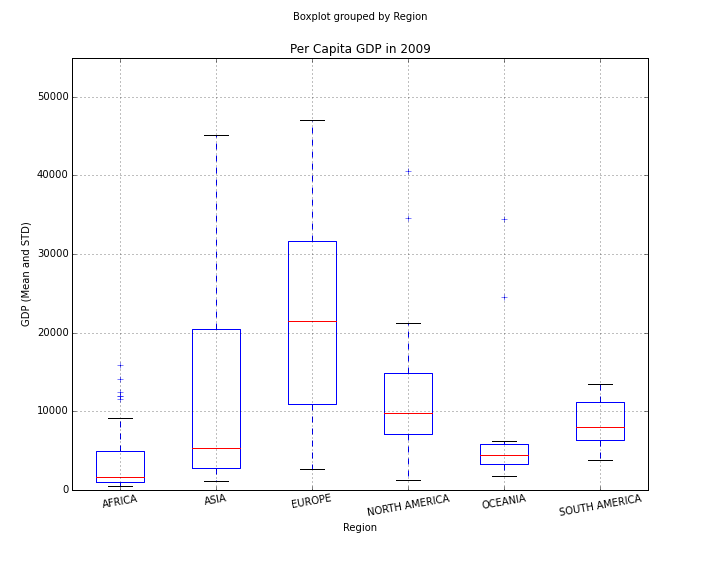 Boxplot grouped by Region
Per Capita GDP in 2009
GDP (Mean and STD)
50000
40000
30000
20000
10000
0
AFRICA
ASIA
EUROPE
NORTH AMERICA
OCEANIA
SOUTH AMERICA
Region